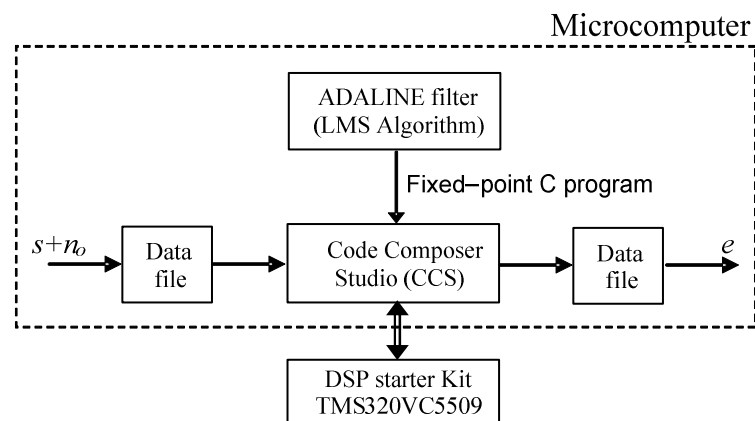 Microcomputer
ADALINE filter
(LMS Algorithm)
Fixed–point C program
s+nₒ
Data
file
Code Composer
Studio (CCS)
Data
file
e
DSP starter Kit
TMS320VC5509